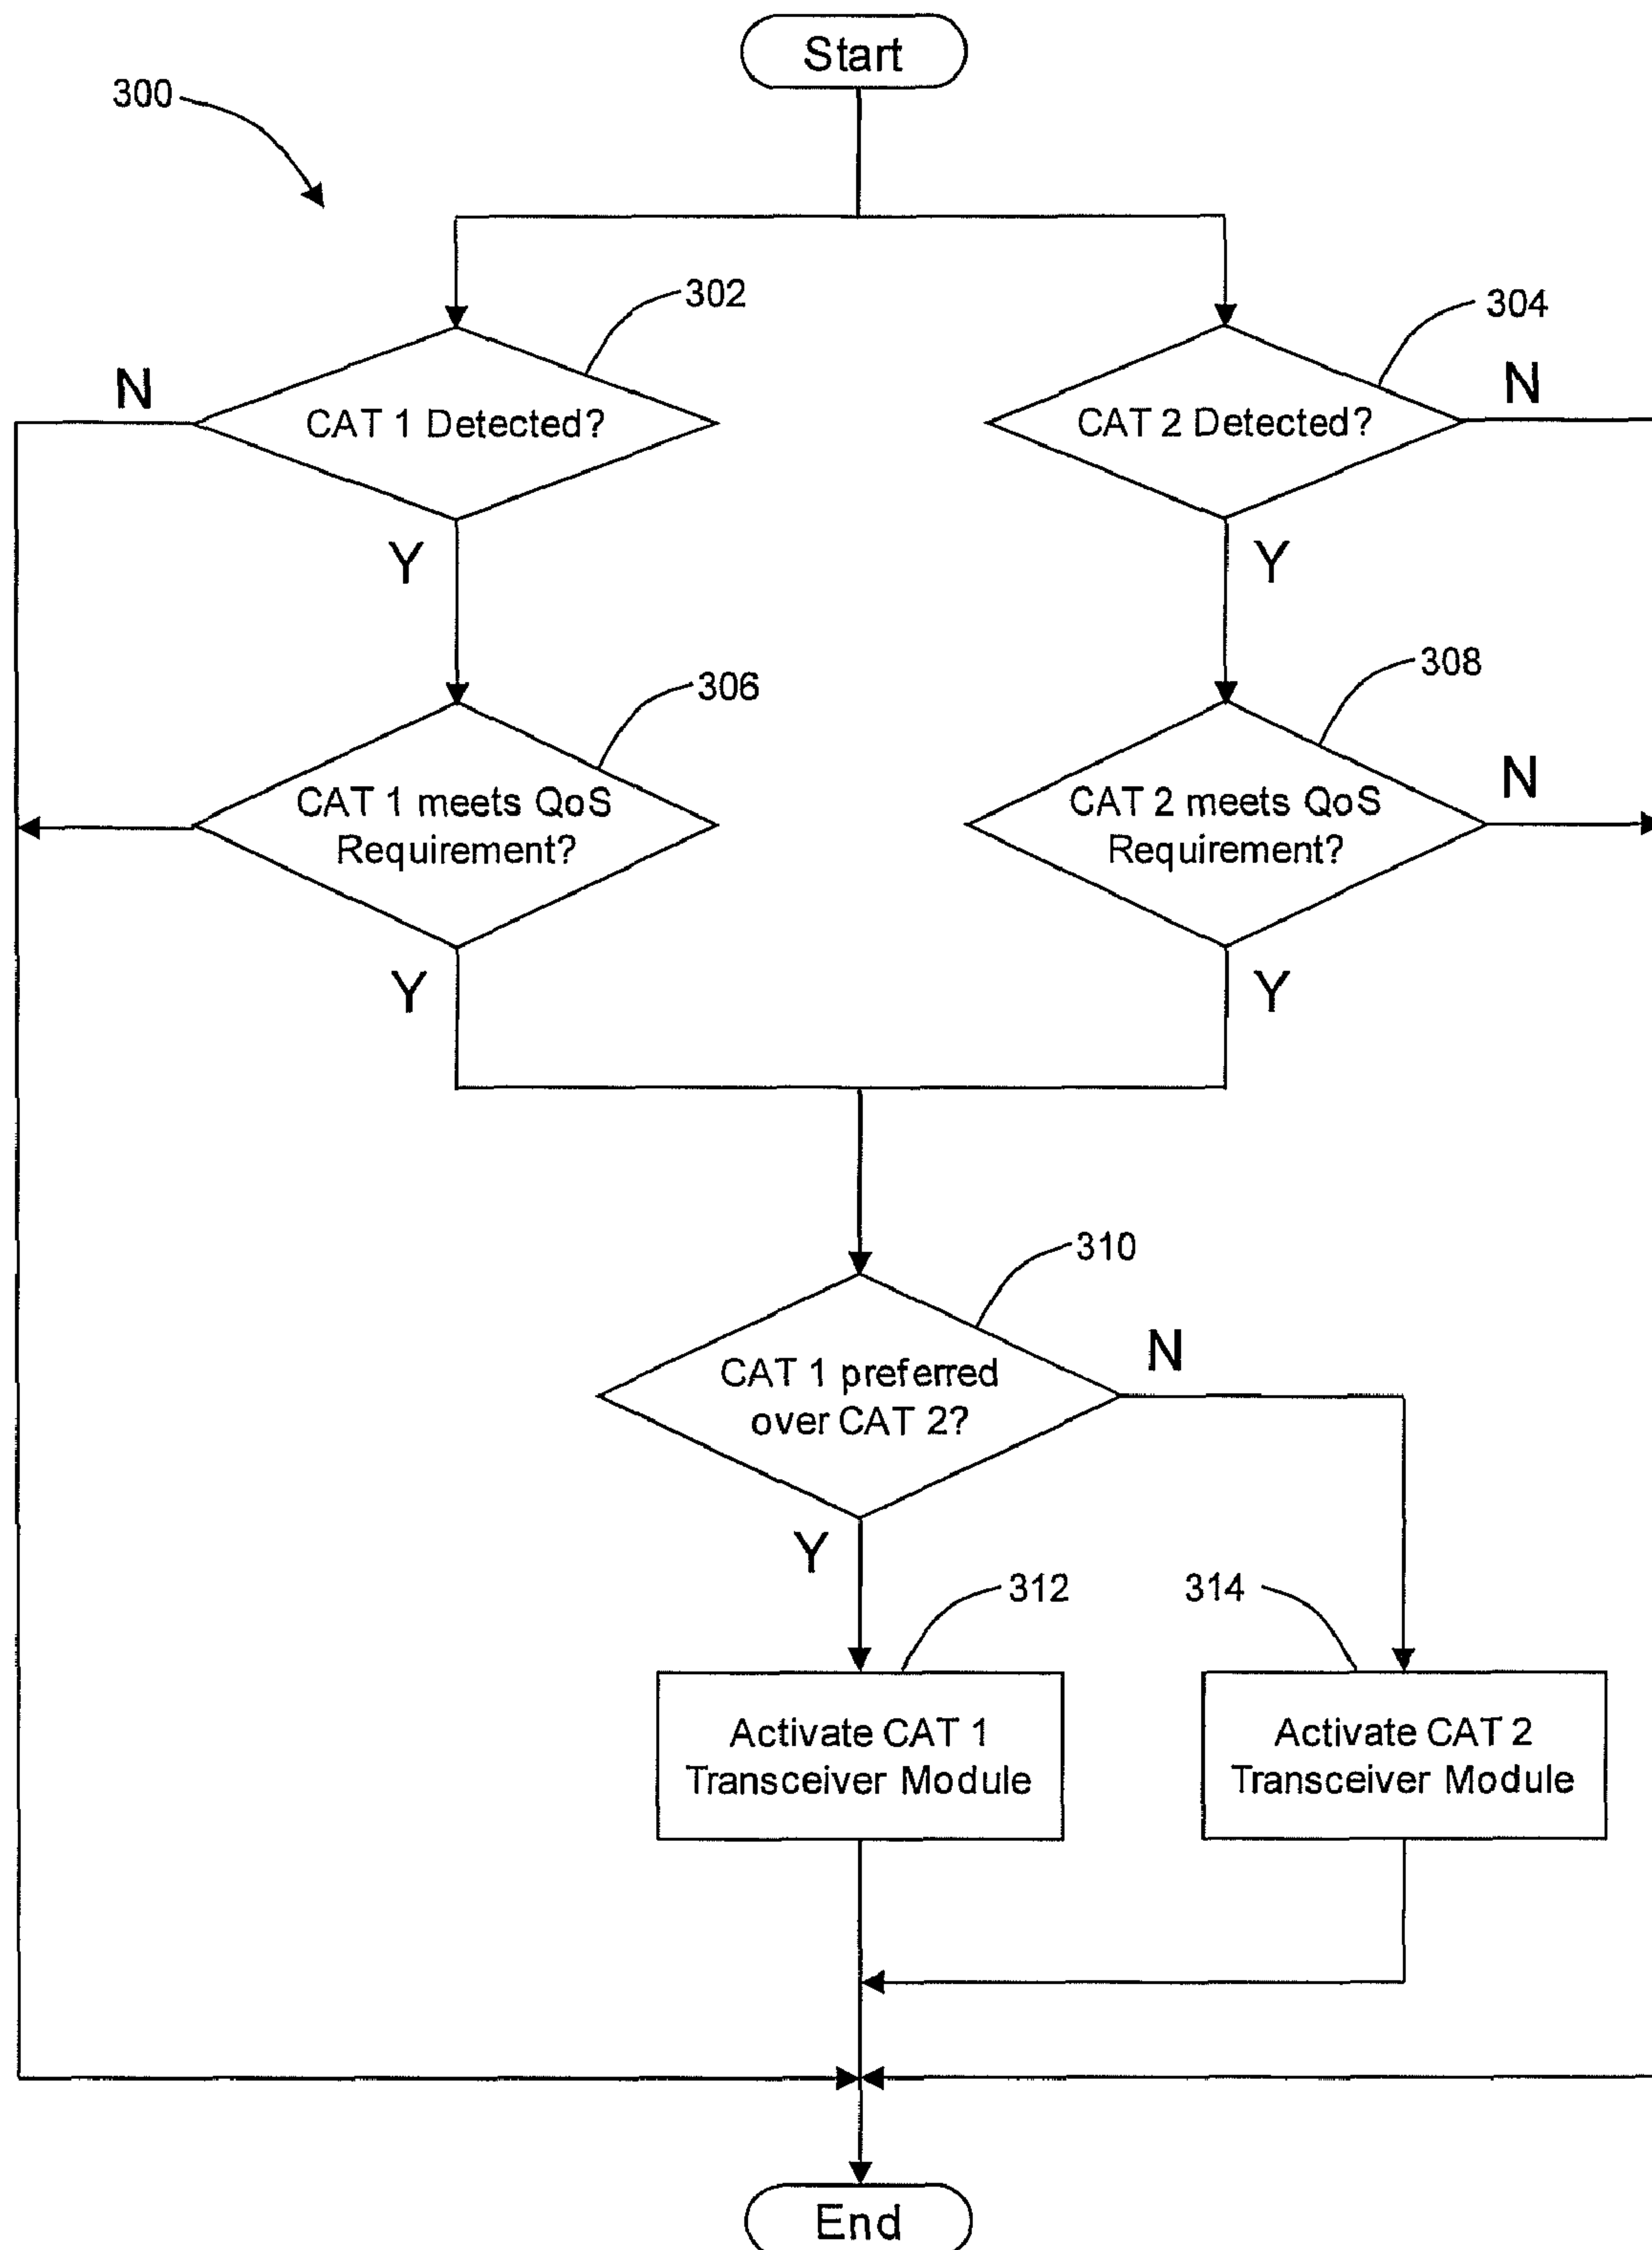 Start
300
302
304
N
CAT 1 Detected?
CAT 2 Detected?
N
Y
Y
306
308
CAT 1 meets QoS
Requirement?
CAT 2 meets QoS
Requirement?
N
Y
Y
310
CAT 1 preferred
over CAT 2?
N
Y
312
314
Activate CAT 1
Transceiver Module
Activate CAT 2
Transceiver Module
End